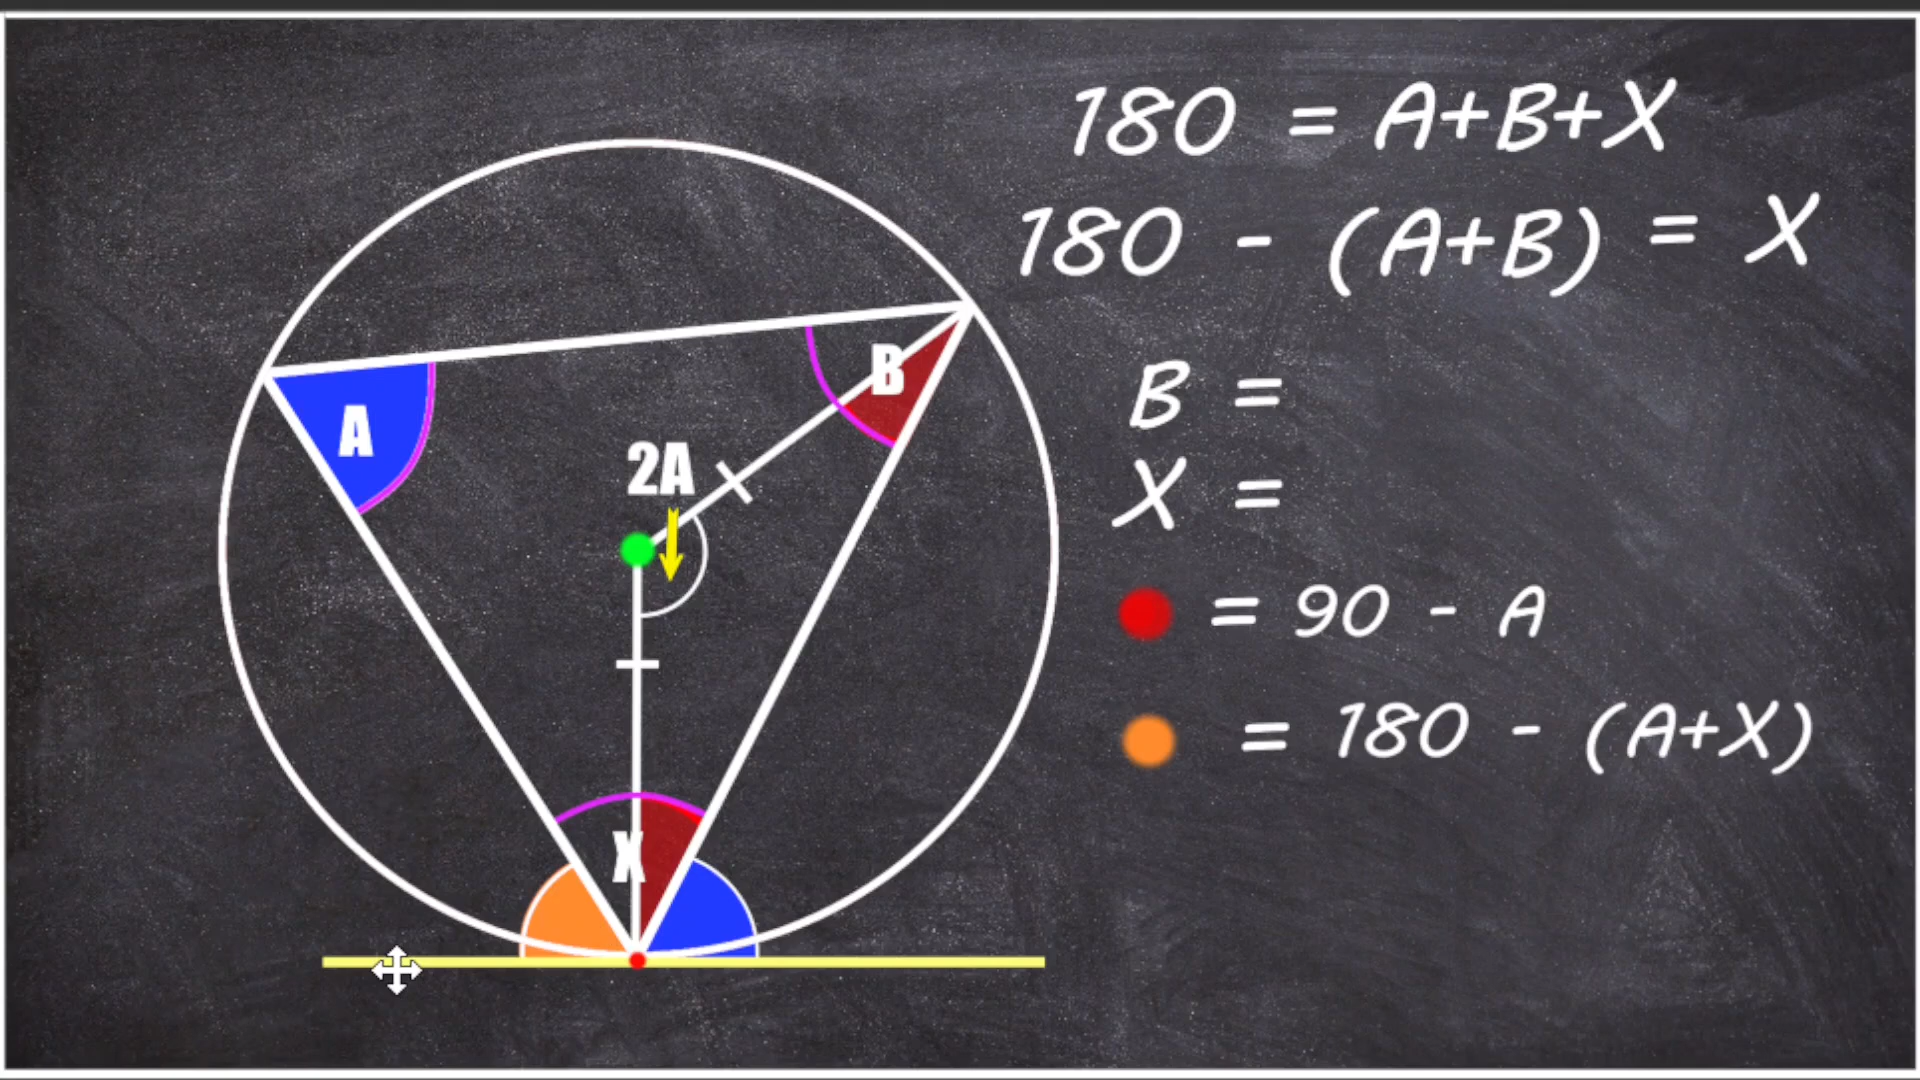 180 = A+B+X
180 - (A+B) = X
B
A
B =
2A
X =
= 90 - A
= 180 - (A+X)
X